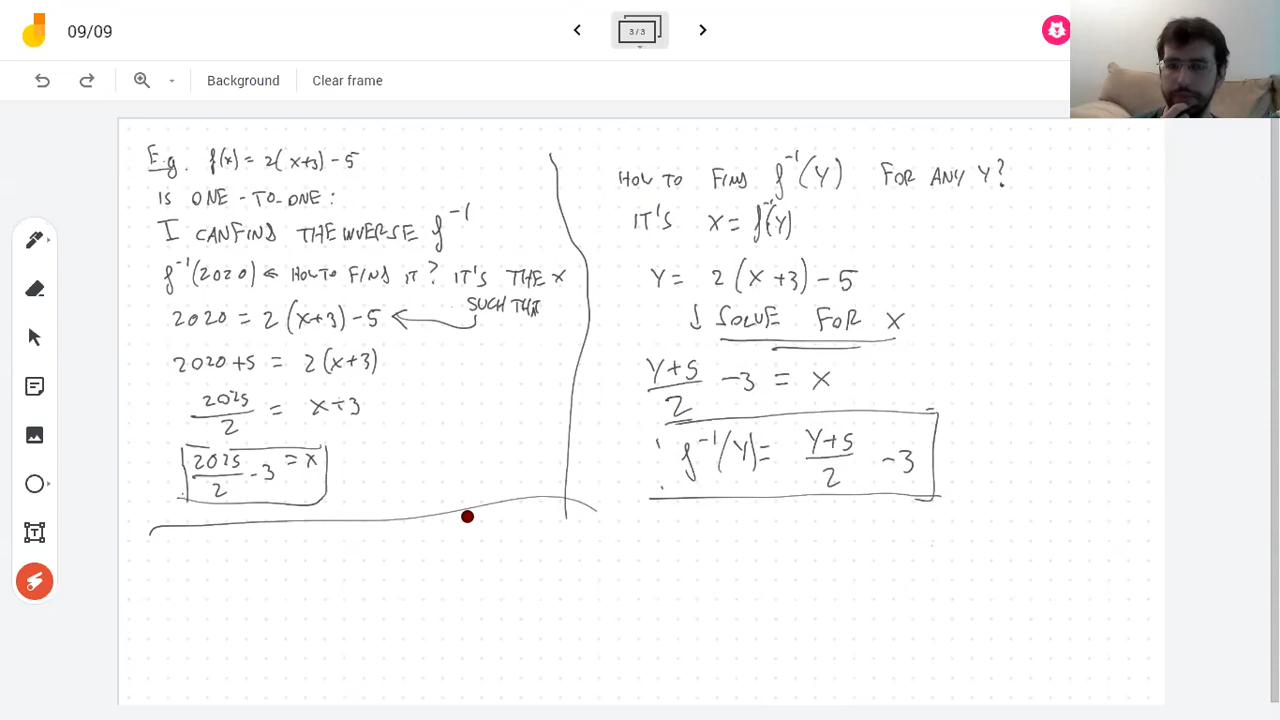 09/09
3 / 3
Background
Clear frame
E.g. f(x) = 2(x+3) - 5
IS ONE-TO-ONE:
I CAN FIND THE INVERSE f⁻¹
f⁻¹(2020) ← HOW TO FIND IT? IT'S THE X
SUCH THAT
2020 = 2(x+3) - 5
2020+5 = 2(x+3)
2025/2 = x+3
2025/2 - 3 = x
HOW TO FIND f⁻¹(Y) FOR ANY Y?
IT'S X = f⁻¹(Y)
Y = 2(X+3) - 5
↓ SOLVE FOR X
Y+5/2 - 3 = X
f⁻¹(Y) = Y+5/2 - 3